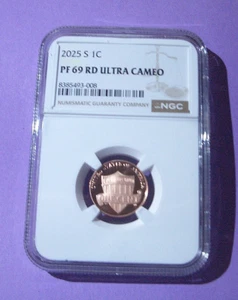 2025 S 1C
PF 69 RD ULTRA CAMEO
8385493-008
NUMISMATIC GUARANTY COMPANY
NGC